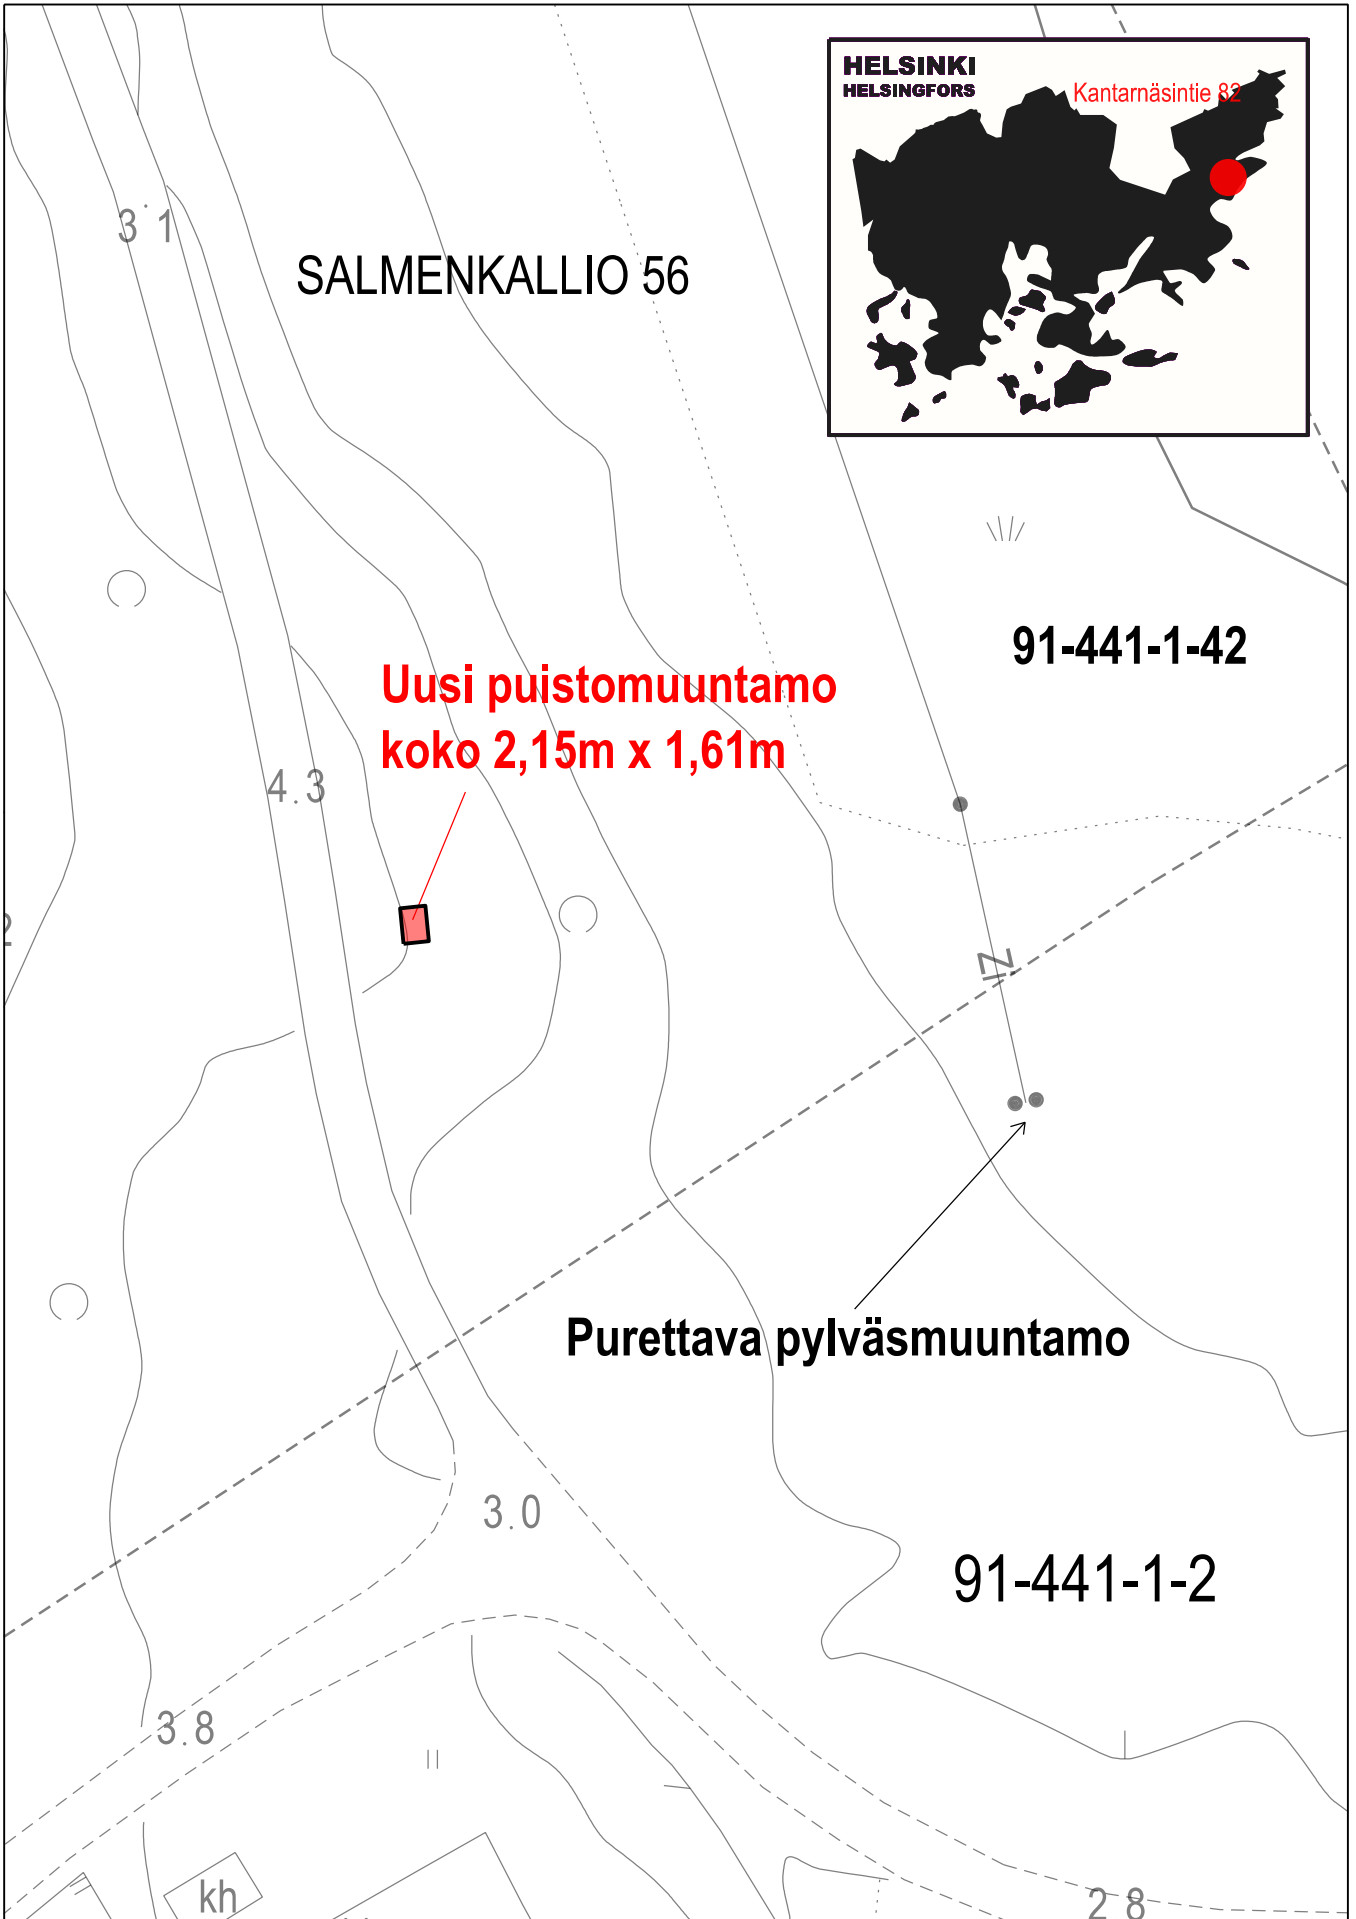 HELSINKI
HELSINGFORS
Kantarnäsintie 82
3.1
SALMENKALLIO 56
91-441-1-42
Uusi puistomuuntamo
koko 2,15m x 1,61m
4.3
2
Z
Purettava pylväsmuuntamo
3.0
91-441-1-2
3.8
kh
2 8